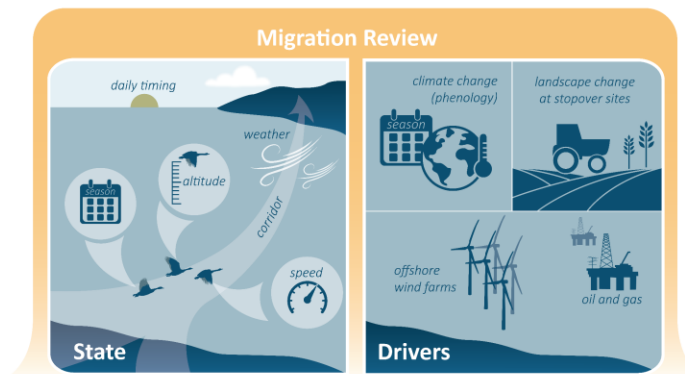 Migration Review
daily timing
weather
season
altitude
corridor
speed
State
climate change
(phenology)
season
landscape change
at stopover sites
offshore
wind farms
oil and gas
Drivers